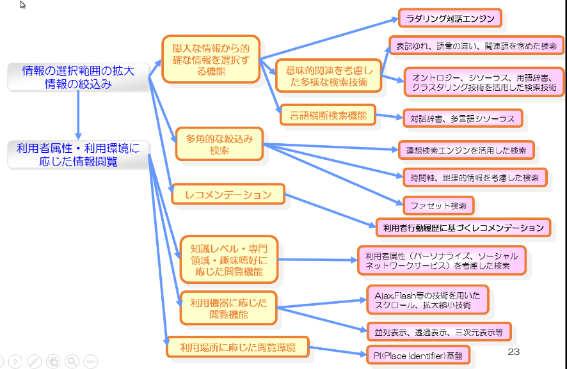 情報の選択範囲の拡大
情報の絞込み
利用者属性・利用環境に
応じた情報閲覧
膨大な情報から的
確な情報を選択す
る機能
意味的関連を考慮し
た多様な検索技術
言語横断検索機能
多角的な絞込み
検索
レコメンデーション
知識レベル・専門
領域・趣味嗜好に
応じた閲覧機能
利用機器に応じた
閲覧機能
利用場所に応じた閲覧環境
ラダリング対話エンジン
表記ゆれ、語彙の違い、関連語を含めた検索
オントロジー、シソーラス、用語辞書、
クラスタリング技術を活用した検索技術
対訳辞書、多言語シソーラス
連想検索エンジンを活用した検索
時間軸、地理的情報を考慮した検索
ファセット検索
利用者行動履歴に基づくレコメンデーション
利用者属性（パーソナライズ、ソーシャル
ネットワークサービス）を考慮した検索
Ajax,Flash等の技術を用いた
スクロール、拡大縮小技術
並列表示、透過表示、三次元表示等
PI(Place Identifier)基盤
23